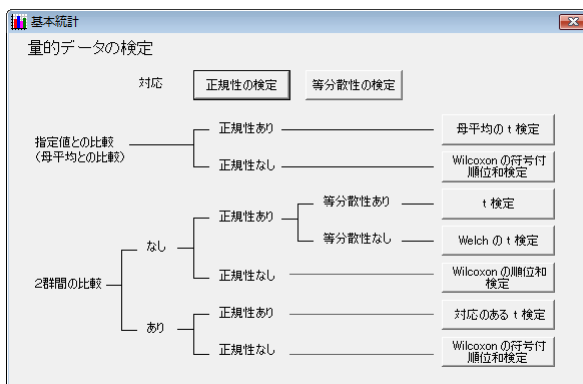 基本統計
量的データの検定
対応 正規性の検定 等分散性の検定
指定値との比較
(母平均との比較)
正規性あり 母平均の t 検定
正規性なし Wilcoxon の符号付
順位和検定
2群間の比較
なし
正規性あり
等分散性あり t 検定
等分散性なし Welch の t 検定
正規性なし Wilcoxon の順位和
検定
あり
正規性あり 対応のある t 検定
正規性なし Wilcoxon の符号付
順位和検定